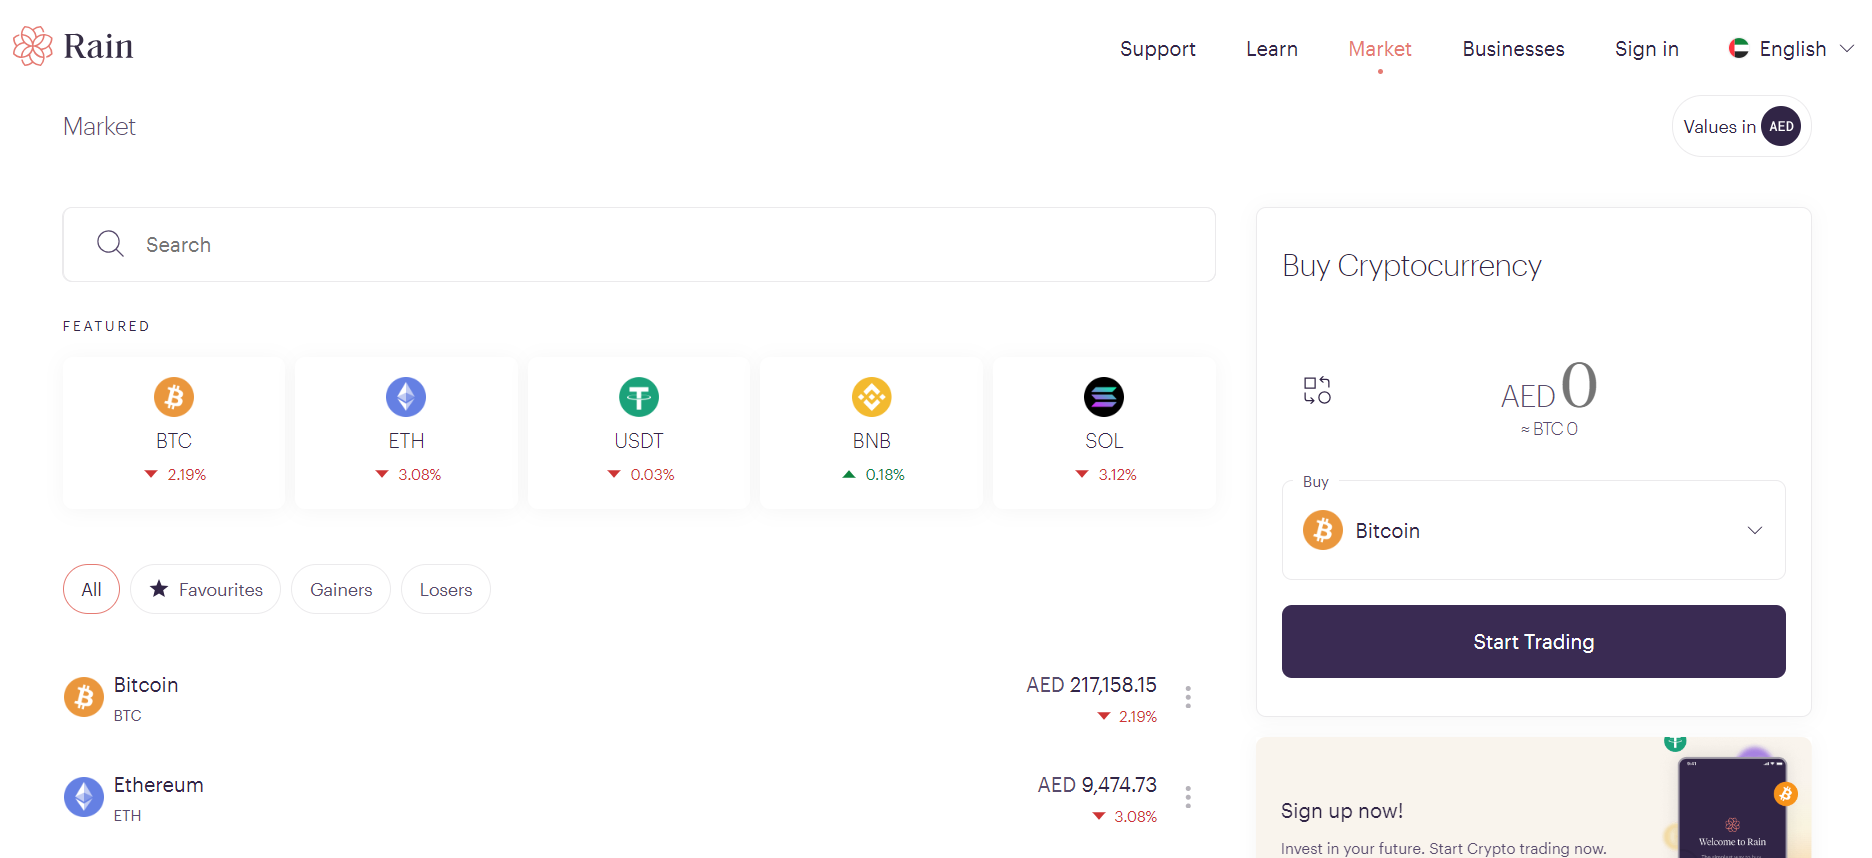 Rain
Support
Learn
Market
Businesses
Sign in
English
Market
Values in AED
Search
FEATURED
BTC
2.19%
ETH
3.08%
USDT
0.03%
BNB
0.18%
SOL
3.12%
All
Favourites
Gainers
Losers
Bitcoin
BTC
AED 217,158.15
2.19%
Ethereum
ETH
AED 9,474.73
3.08%
Buy Cryptocurrency
AED 0
≈ BTC 0
Buy
Bitcoin
Start Trading
Sign up now!
Invest in your future. Start Crypto trading now.
9:41
Welcome to Rain